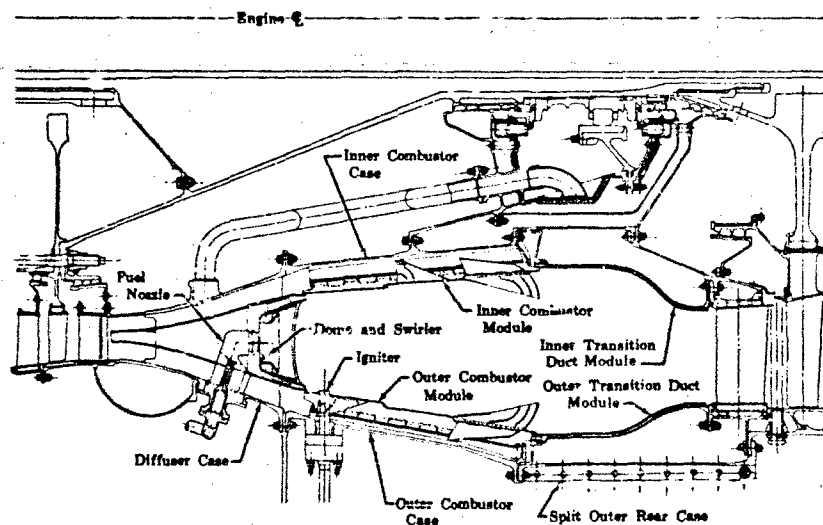 Engine ℄
Inner Combustor
Case
Fuel
Nozzle
Inner Combustor
Module
Dome and Swirler
Igniter
Inner Transition
Duct Module
Outer Combustor
Module
Outer Transition Duct
Module
Diffuser Case
Outer Combustor
Case
Split Outer Rear Case